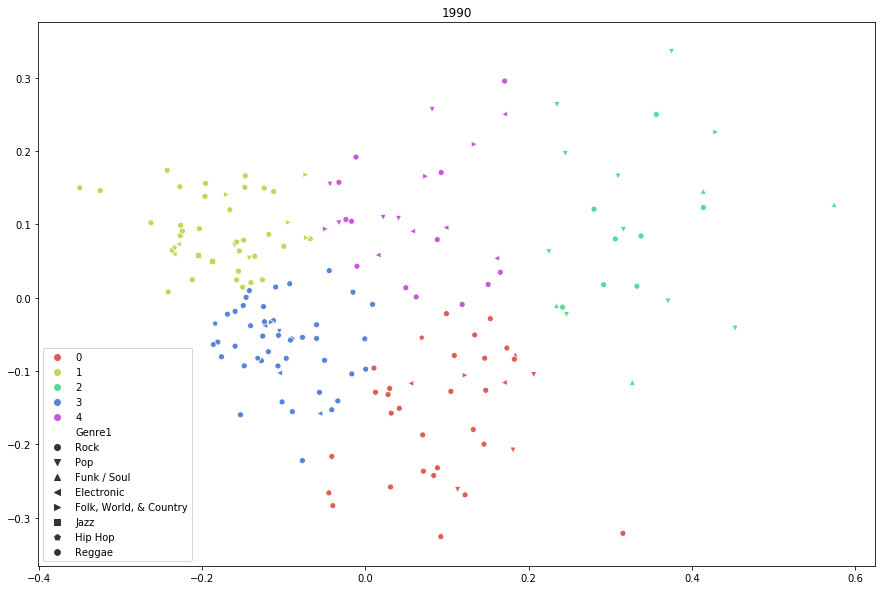 1990
0.3
0.2
0.1
0.0
−0.1
−0.2
−0.3
0
1
2
3
4
Genre1
Rock
Pop
Funk / Soul
Electronic
Folk, World, & Country
Jazz
Hip Hop
Reggae
−0.4 −0.2 0.0 0.2 0.4 0.6